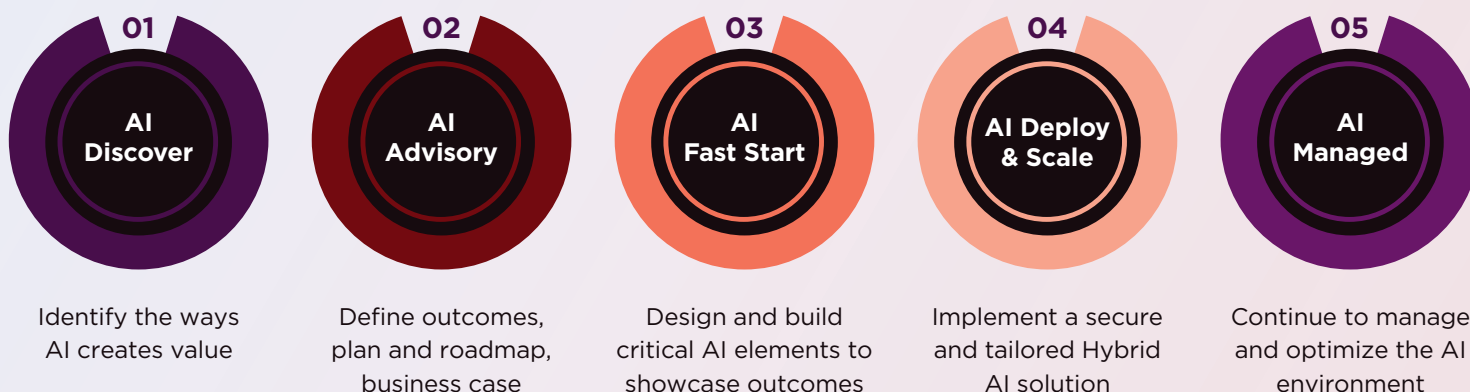 01
AI
Discover
Identify the ways
AI creates value
02
AI
Advisory
Define outcomes,
plan and roadmap,
business case
03
AI
Fast Start
Design and build
critical AI elements to
showcase outcomes
04
AI Deploy
& Scale
Implement a secure
and tailored Hybrid
AI solution
05
AI
Managed
Continue to manage
and optimize the AI
environment